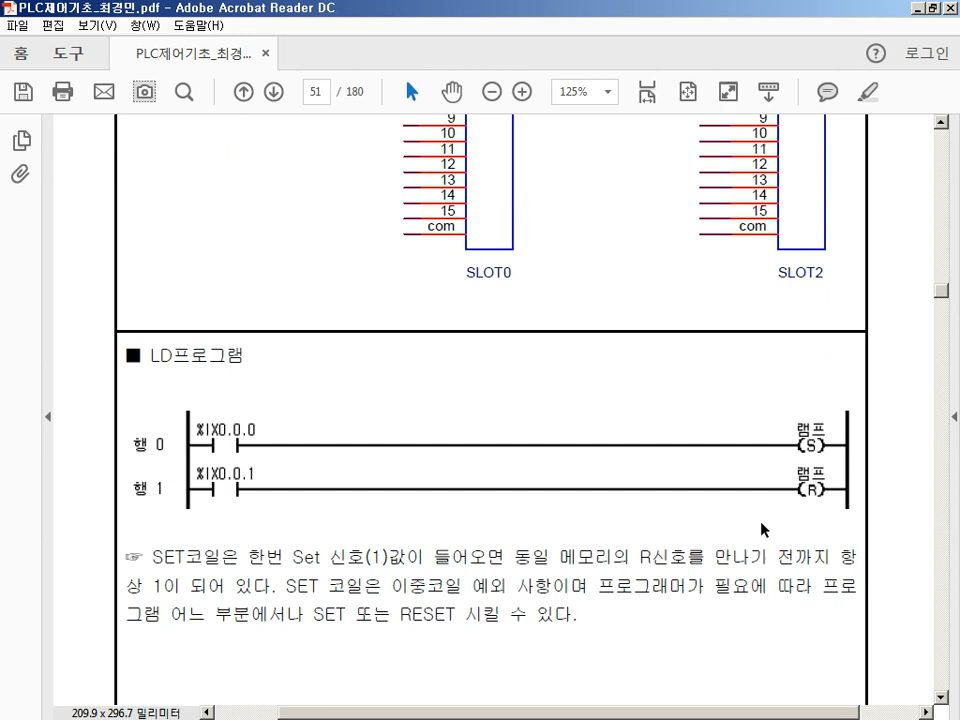 PLC제어기초_최경민.pdf - Adobe Acrobat Reader DC
파일 편집 보기(V) 창(W) 도움말(H)
홈 도구 PLC제어기초_최경... × ? 로그인
51 / 180 125%
9 9
10 10
11 11
12 12
13 13
14 14
15 15
com com
SLOT0 SLOT2
■ LD프로그램
%IX0.0.0 램프
행 0 (S)
%IX0.0.1 램프
행 1 (R)
☞ SET코일은 한번 Set 신호(1)값이 들어오면 동일 메모리의 R신호를 만나기 전까지 항
상 1이 되어 있다. SET 코일은 이중코일 예외 사항이며 프로그래머가 필요에 따라 프로
그램 어느 부분에서나 SET 또는 RESET 시킬 수 있다.
209.9 x 296.7 밀리미터